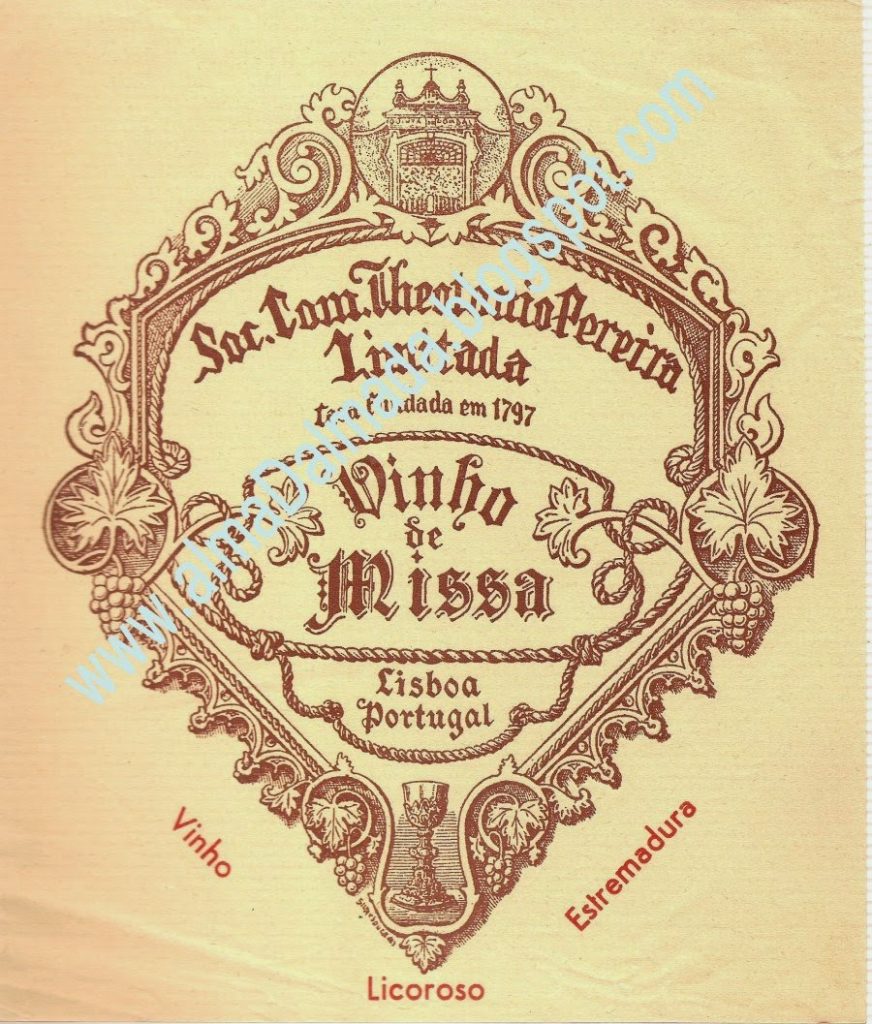 Soc. Com. Theotonio Pereira
Limitada
Casa fundada em 1797
Vinho
de
Missa
Lisboa
Portugal
Vinho
Estremadura
Licoroso
www.almaDalmada.blogspot.com